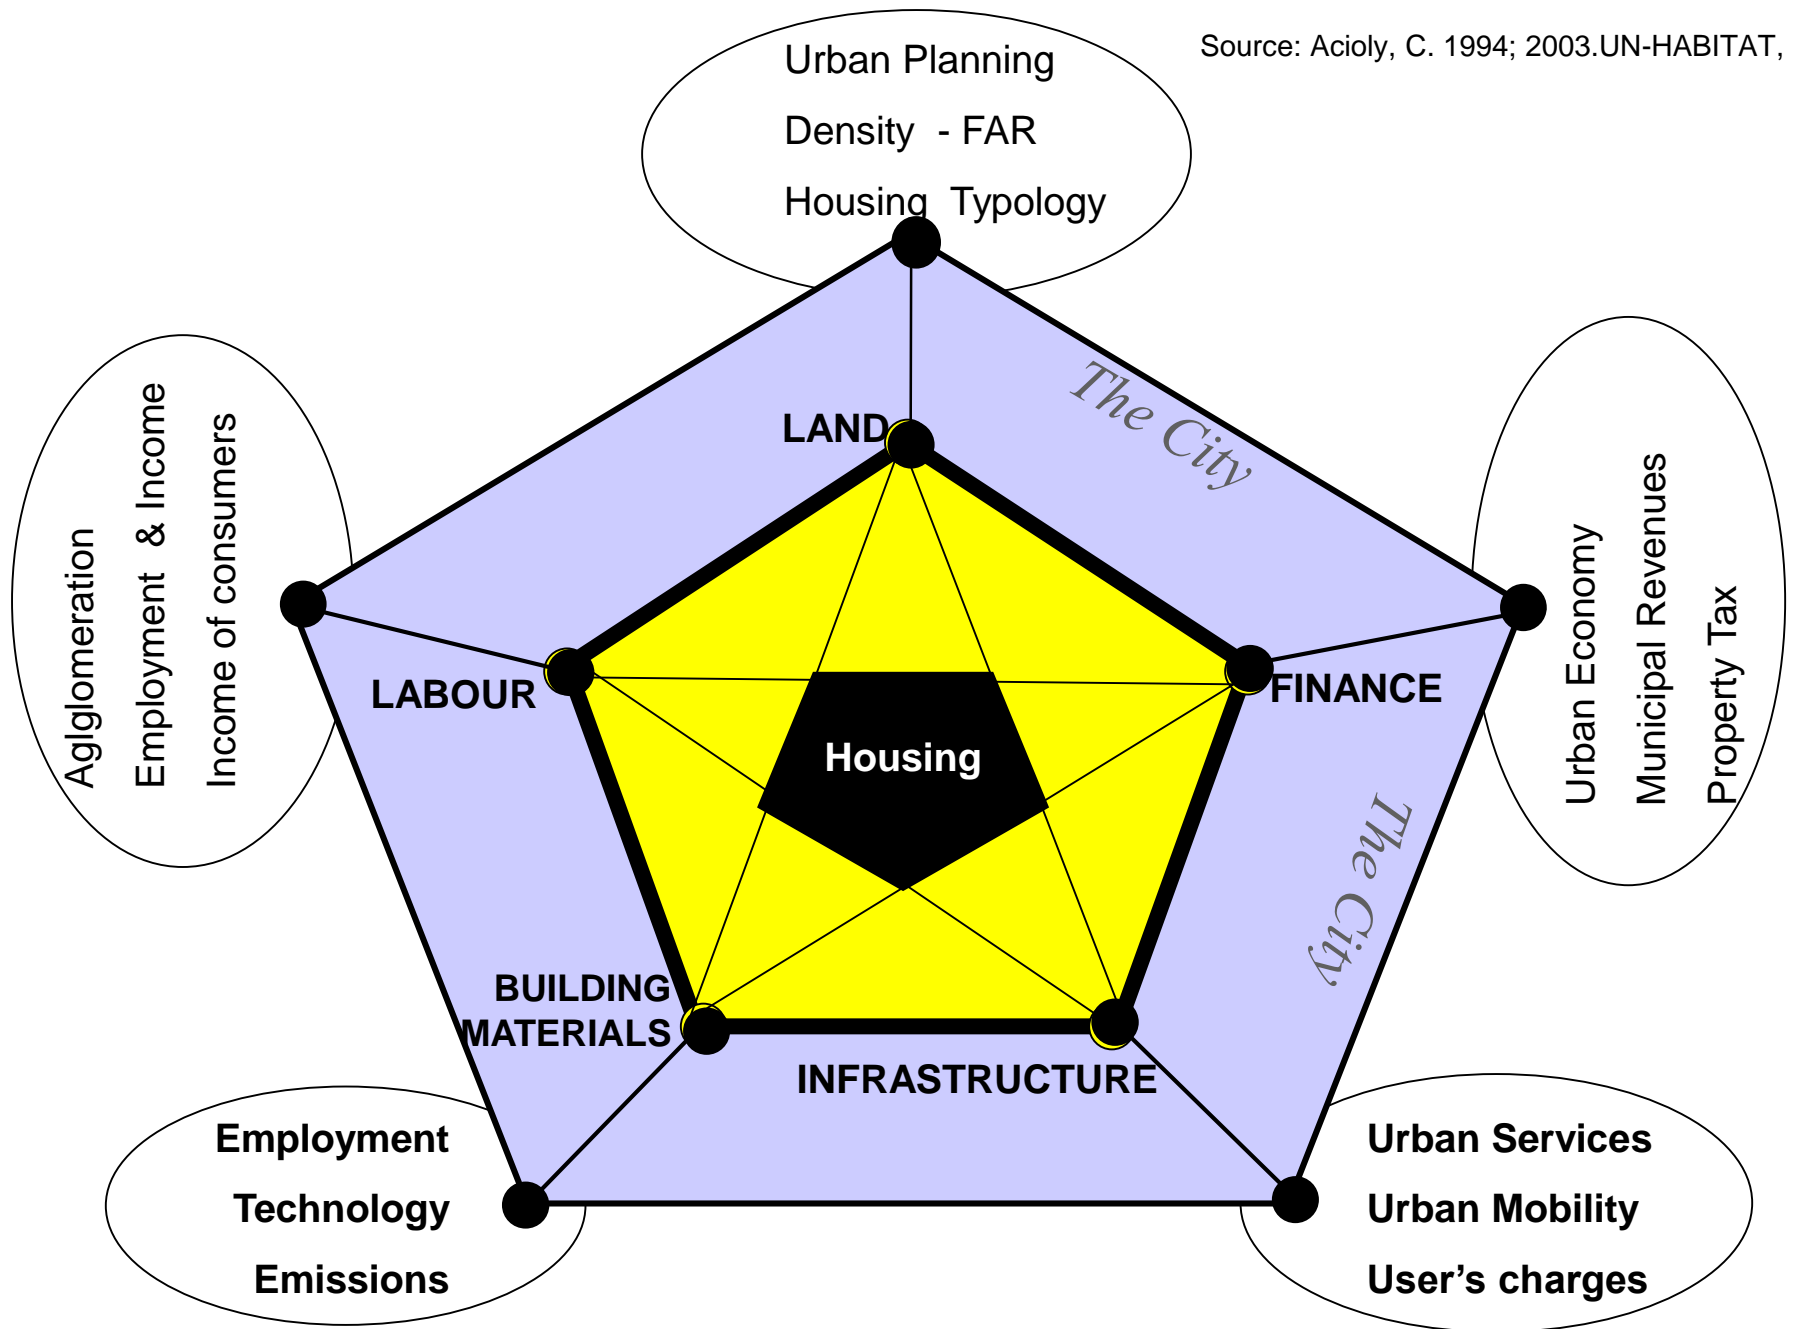 Source: Acioly, C. 1994; 2003.UN-HABITAT,
Urban Planning
Density - FAR
Housing Typology
The City
LAND
Aglglomeration
Employment & Income
Income of consumers
Urban Economy
Municipal Revenues
Property Tax
LABOUR
FINANCE
Housing
The City
BUILDING
MATERIALS
INFRASTRUCTURE
Employment
Technology
Emissions
Urban Services
Urban Mobility
User’s charges